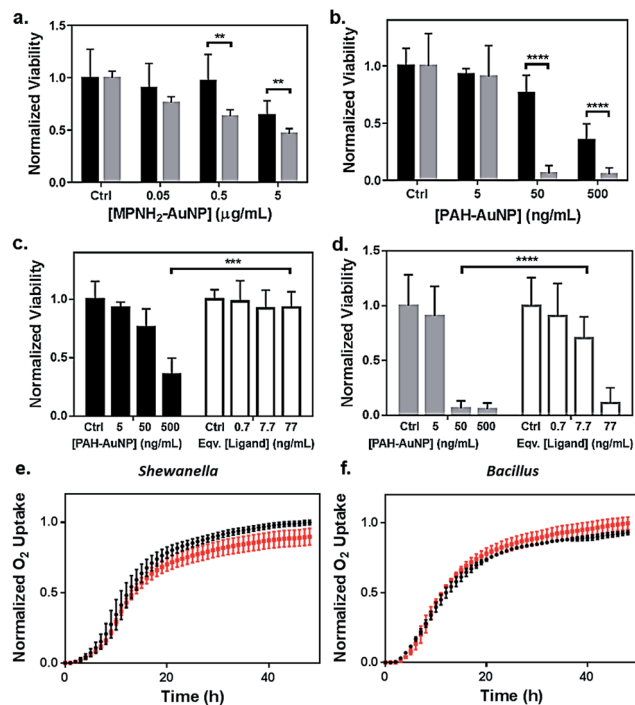 a.
Normalized Viability
1.5
1.0
0.5
0.0
**
**
Ctrl 0.05 0.5 5
[MPNH2-AuNP] (μg/mL)
b.
Normalized Viability
1.5
1.0
0.5
0.0
****
****
Ctrl 5 50 500
[PAH-AuNP] (ng/mL)
c.
Normalized Viability
1.5
1.0
0.5
0.0
***
Ctrl 5 50 500 Ctrl 0.7 7.7 77
[PAH-AuNP] (ng/mL) Eqv. [Ligand] (ng/mL)
d.
Normalized Viability
1.5
1.0
0.5
0.0
****
Ctrl 5 50 500 Ctrl 0.7 7.7 77
[PAH-AuNP] (ng/mL) Eqv. [Ligand] (ng/mL)
e.
Shewanella
Normalized O2 Uptake
1.0
0.5
0.0
0 20 40
Time (h)
f.
Bacillus
Normalized O2 Uptake
1.0
0.5
0.0
0 20 40
Time (h)